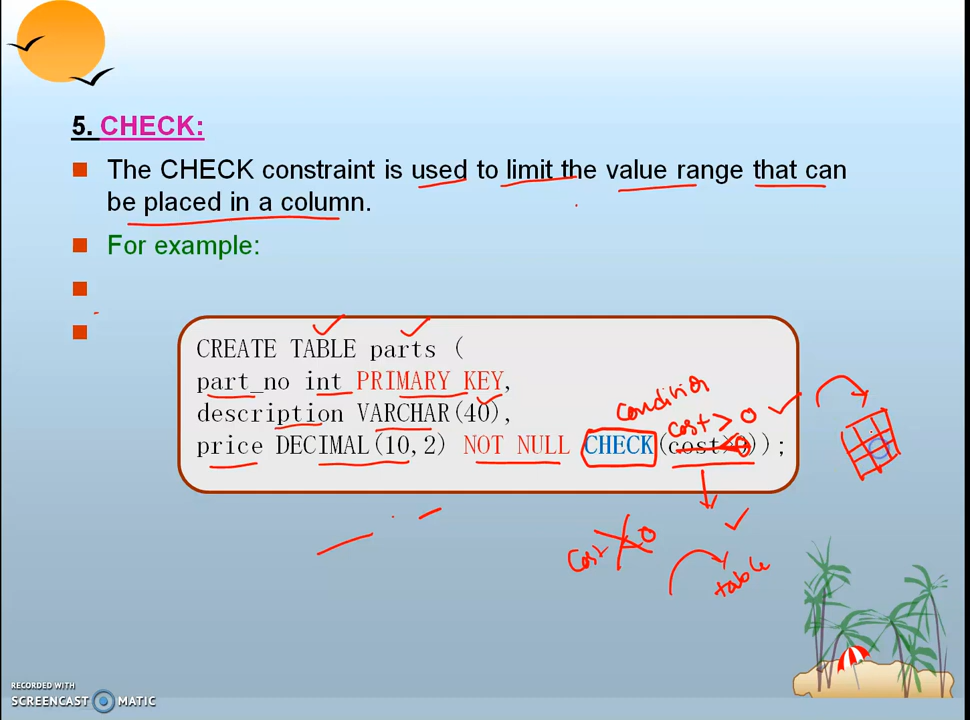 5. CHECK:
The CHECK constraint is used to limit the value range that can
be placed in a column.
For example:
CREATE TABLE parts (
part_no int PRIMARY KEY,
description VARCHAR(40),
condition
cost > 0
price DECIMAL(10,2) NOT NULL CHECK(cost>0));
Cost
0
table
RECORDED WITH
SCREENCAST MATIC